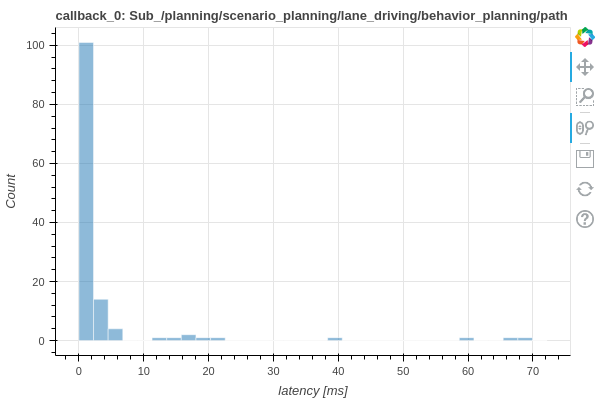 callback_0: Sub_/planning/scenario_planning/lane_driving/behavior_planning/path
100
80
60
40
20
0
Count
0 10 20 30 40 50 60 70
latency [ms]